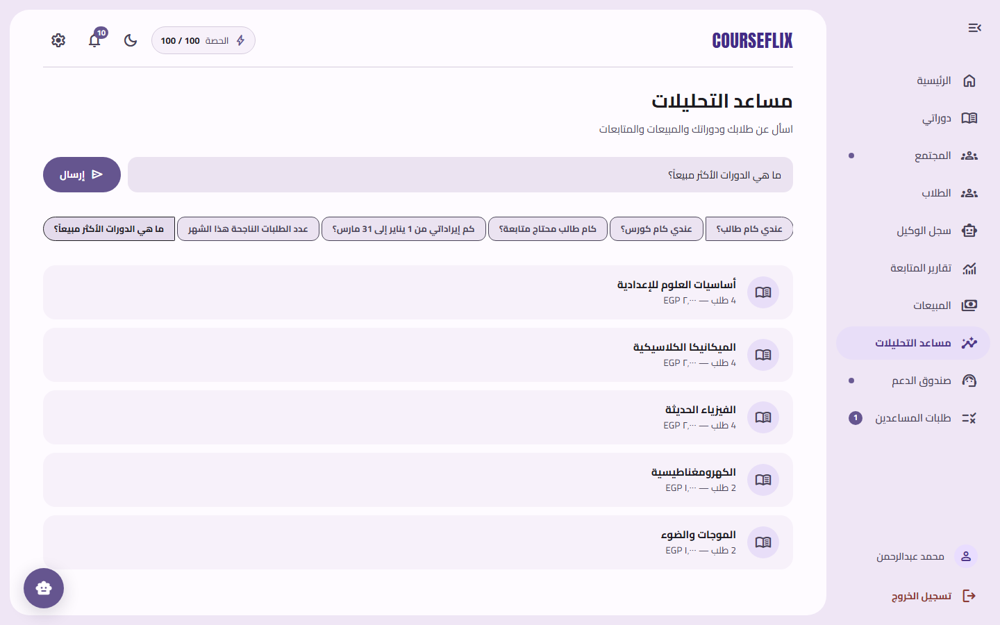 COURSEFLIX
الحصة 100 / 100
10
مساعد التحليلات
اسأل عن طلابك ودوراتك والمبيعات والمتابعات
ما هي الدورات الأكثر مبيعاً؟
إرسال
عندي كام طالب؟
عندي كام كورس؟
كام طالب محتاج متابعة؟
كم إيراداتي من 1 يناير إلى 31 مارس؟
عدد الطلبات الناجحة هذا الشهر
ما هي الدورات الأكثر مبيعاً؟
أساسيات العلوم للإعدادية
4 طلب — ٢٬٠٠٠ EGP
الميكانيكا الكلاسيكية
4 طلب — ٢٬٠٠٠ EGP
الفيزياء الحديثة
4 طلب — ٢٬٠٠٠ EGP
الكهرومغناطيسية
2 طلب — ١٬٠٠٠ EGP
الموجات والضوء
2 طلب — ١٬٠٠٠ EGP
الرئيسية
دوراتي
المجتمع
الطلاب
سجل الوكيل
تقارير المتابعة
المبيعات
مساعد التحليلات
صندوق الدعم
طلبات المساعدين 1
محمد عبدالرحمن
تسجيل الخروج